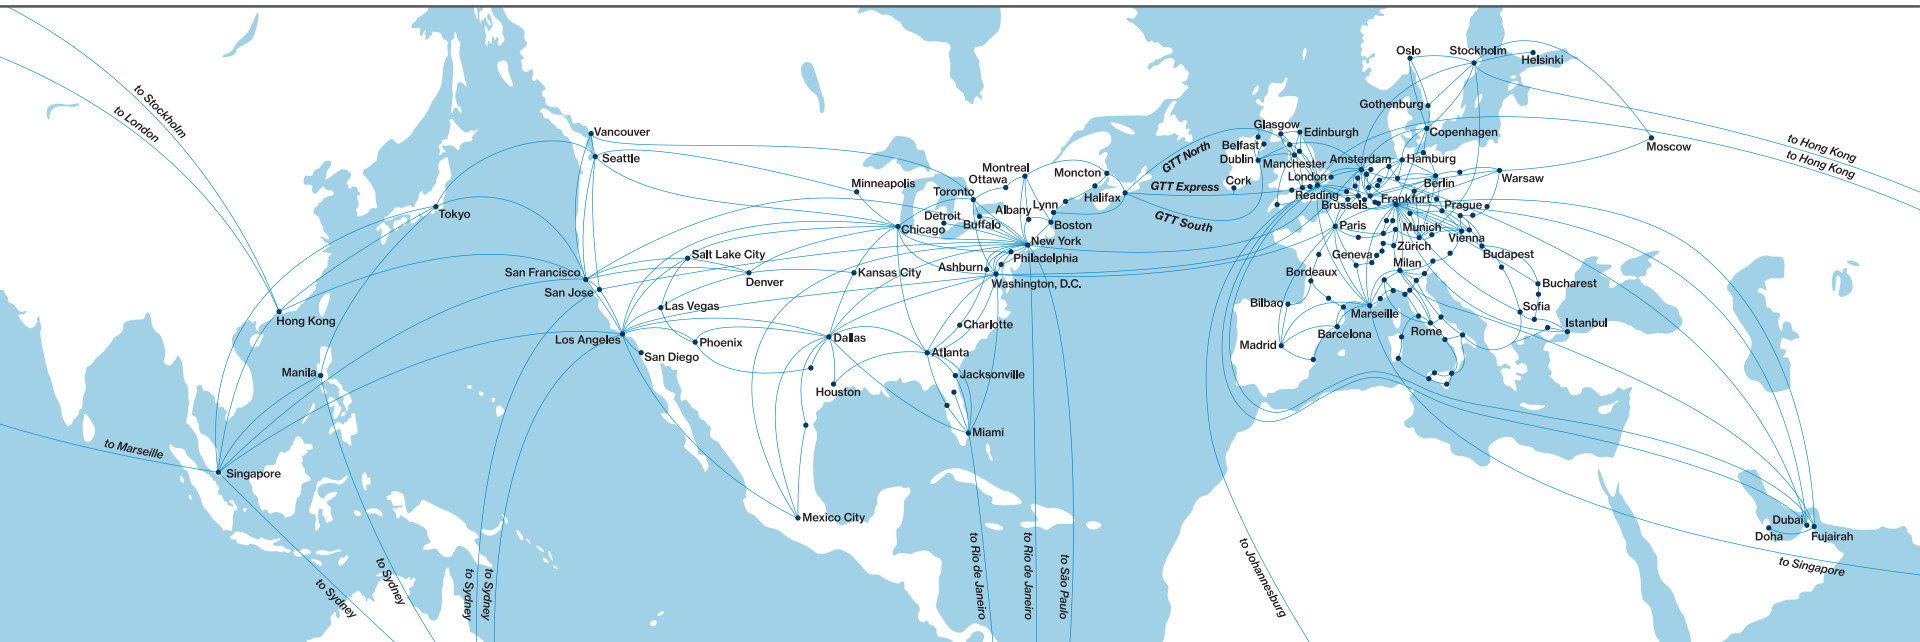 to Stockholm
to London
Tokyo
Hong Kong
Manila
to Marseille
Singapore
to Sydney
to Sydney
to Sydney
to Sydney
Vancouver
Seattle
San Francisco
San Jose
Los Angeles
San Diego
Salt Lake City
Denver
Las Vegas
Phoenix
Minneapolis
Kansas City
Dallas
Houston
Mexico City
Chicago
Detroit
Toronto
Buffalo
Ottawa
Montreal
Albany
Lynn
Boston
Moncton
Halifax
New York
Philadelphia
Ashburn
Washington, D.C.
Charlotte
Atlanta
Jacksonville
Miami
to Rio de Janeiro
to Rio de Janeiro
to São Paulo
GTT North
GTT Express
GTT South
to Johannesburg
Oslo
Stockholm
Helsinki
Gothenburg
Copenhagen
Glasgow
Edinburgh
Belfast
Dublin
Manchester
Cork
London
Reading
Amsterdam
Hamburg
Berlin
Brussels
Frankfurt
Warsaw
Prague
Paris
Munich
Vienna
Zürich
Geneva
Budapest
Milan
Bordeaux
Bilbao
Marseille
Barcelona
Madrid
Rome
Bucharest
Sofia
Istanbul
Moscow
to Hong Kong
to Hong Kong
Dubai
Doha
Fujairah
to Singapore